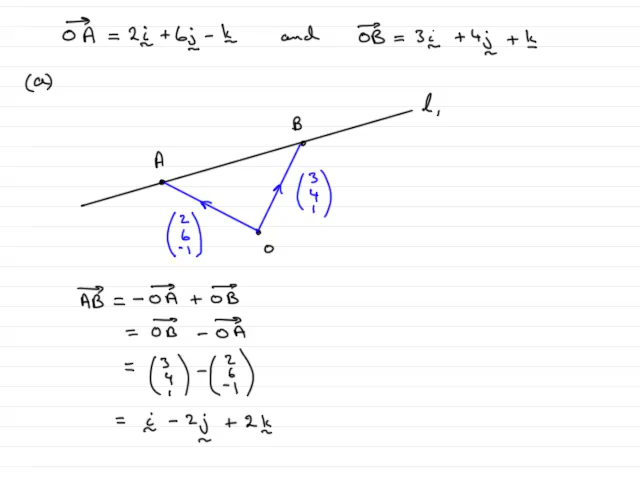 OA = 2i + 6j - k and OB = 3i + 4j + k
(a)
l₁
B
A
(3 4 1)
(2 6 -1)
O
AB = -OA + OB
= OB - OA
= (3 4 1) - (2 6 -1)
= i - 2j + 2k